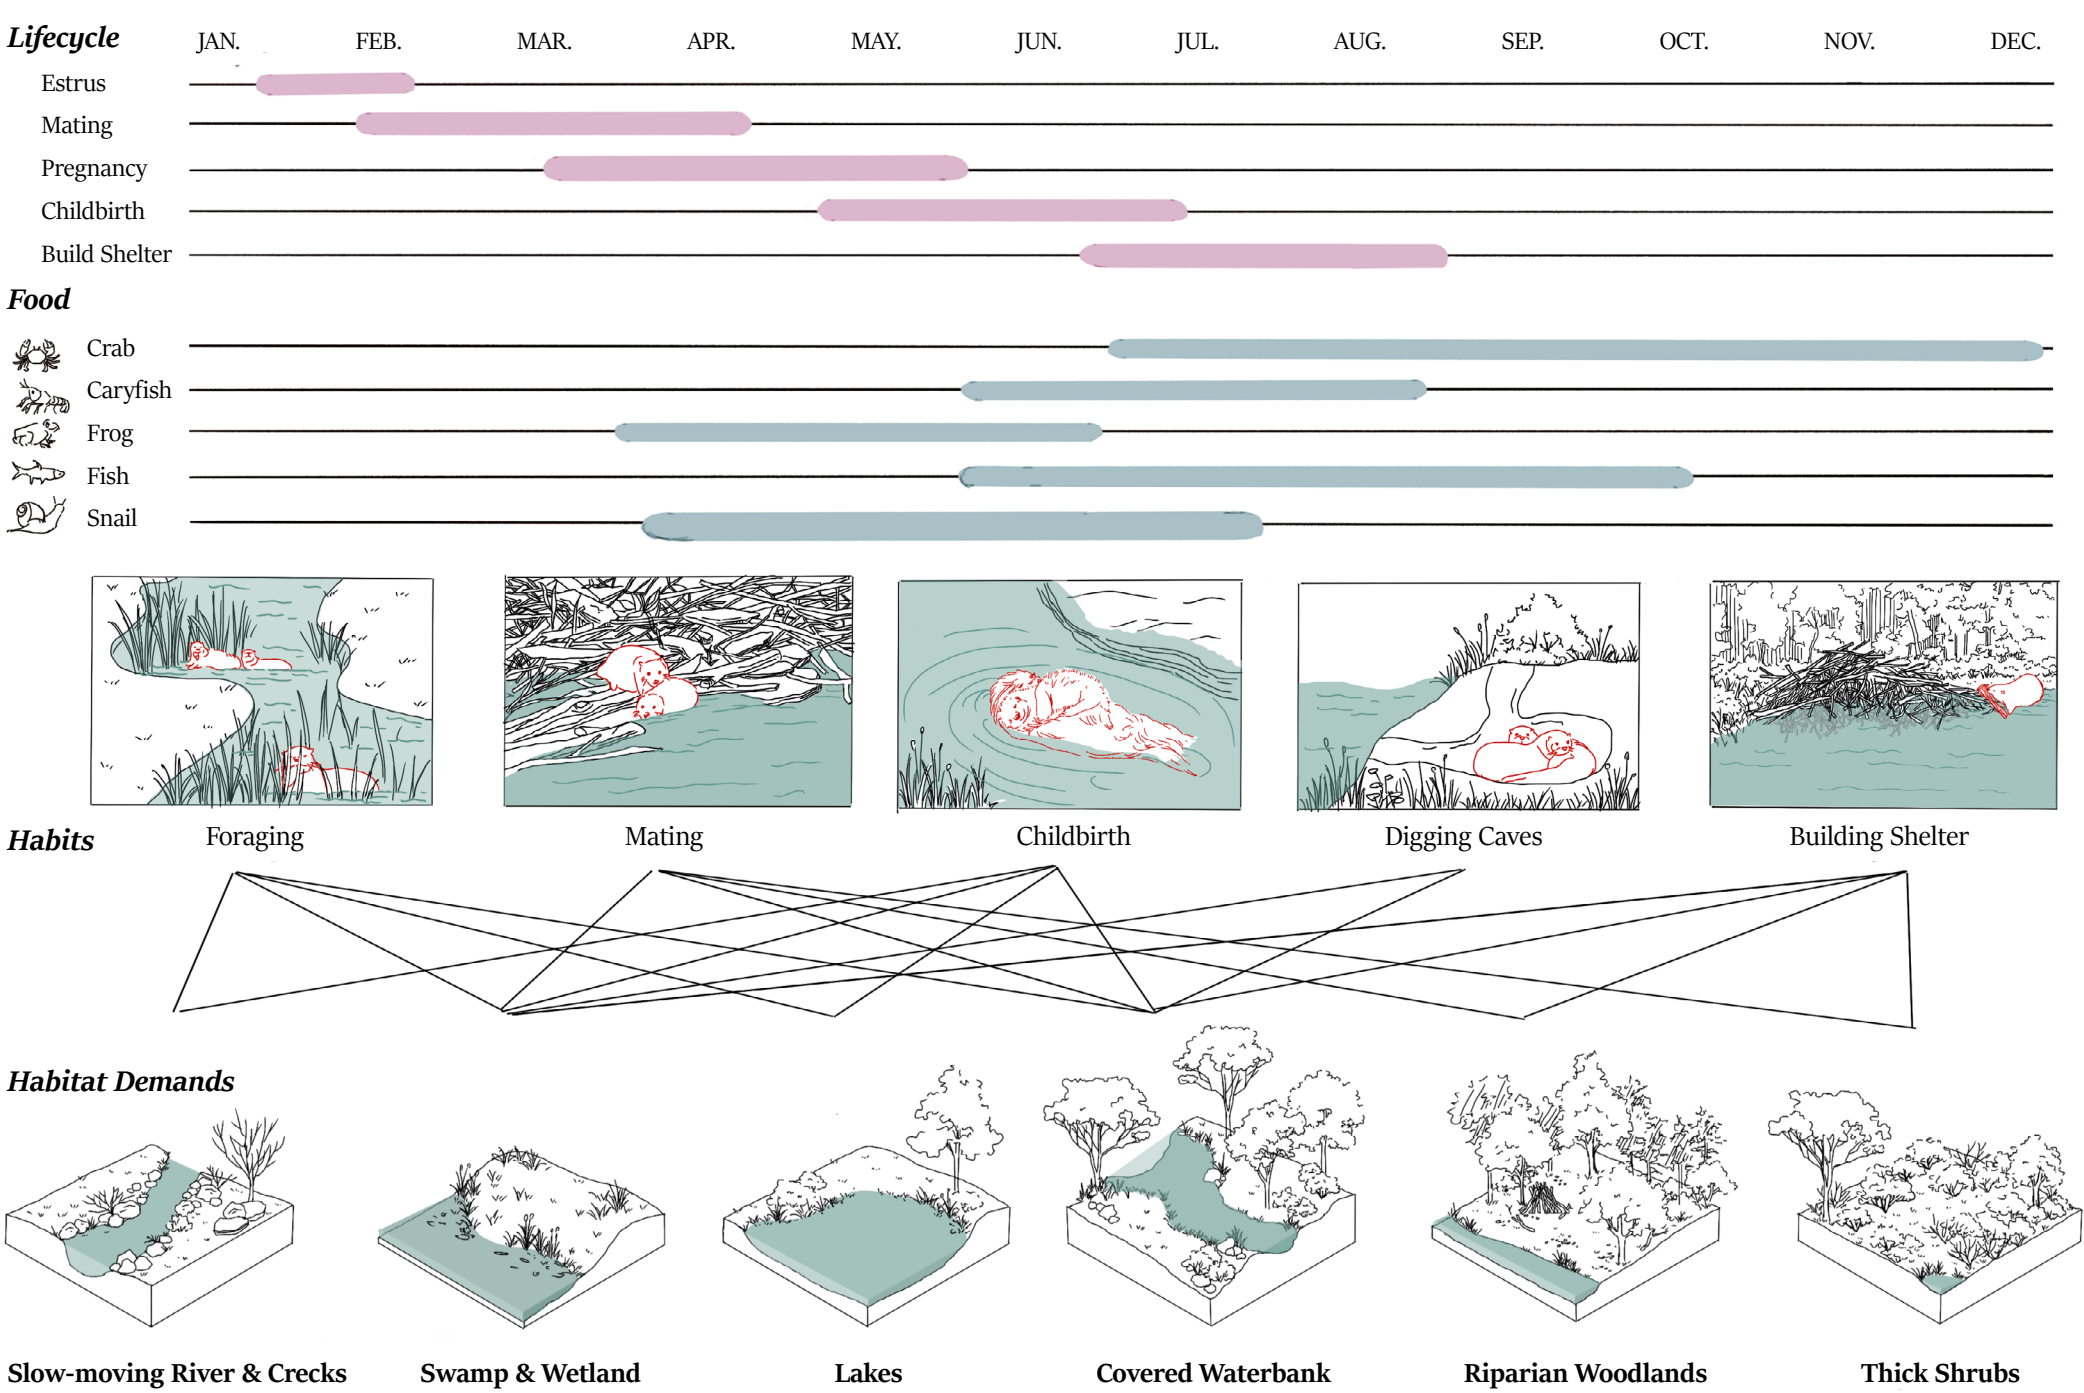 Lifecycle JAN. FEB. MAR. APR. MAY. JUN. JUL. AUG. SEP. OCT. NOV. DEC.
Estrus
Mating
Pregnancy
Childbirth
Build Shelter
Food
Crab
Caryfish
Frog
Fish
Snail
Habits Foraging Mating Childbirth Digging Caves Building Shelter
Habitat Demands
Slow-moving River & Crecks Swamp & Wetland Lakes Covered Waterbank Riparian Woodlands Thick Shrubs